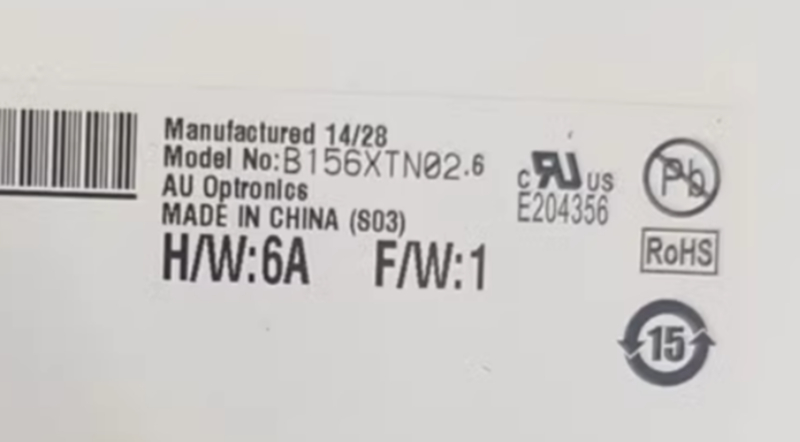 Manufactured 14/28
Model No:B156XTN02.6
AU Optronics
MADE IN CHINA (S03)
H/W:6A F/W:1
c RU US
E204356
Pb
RoHS
15